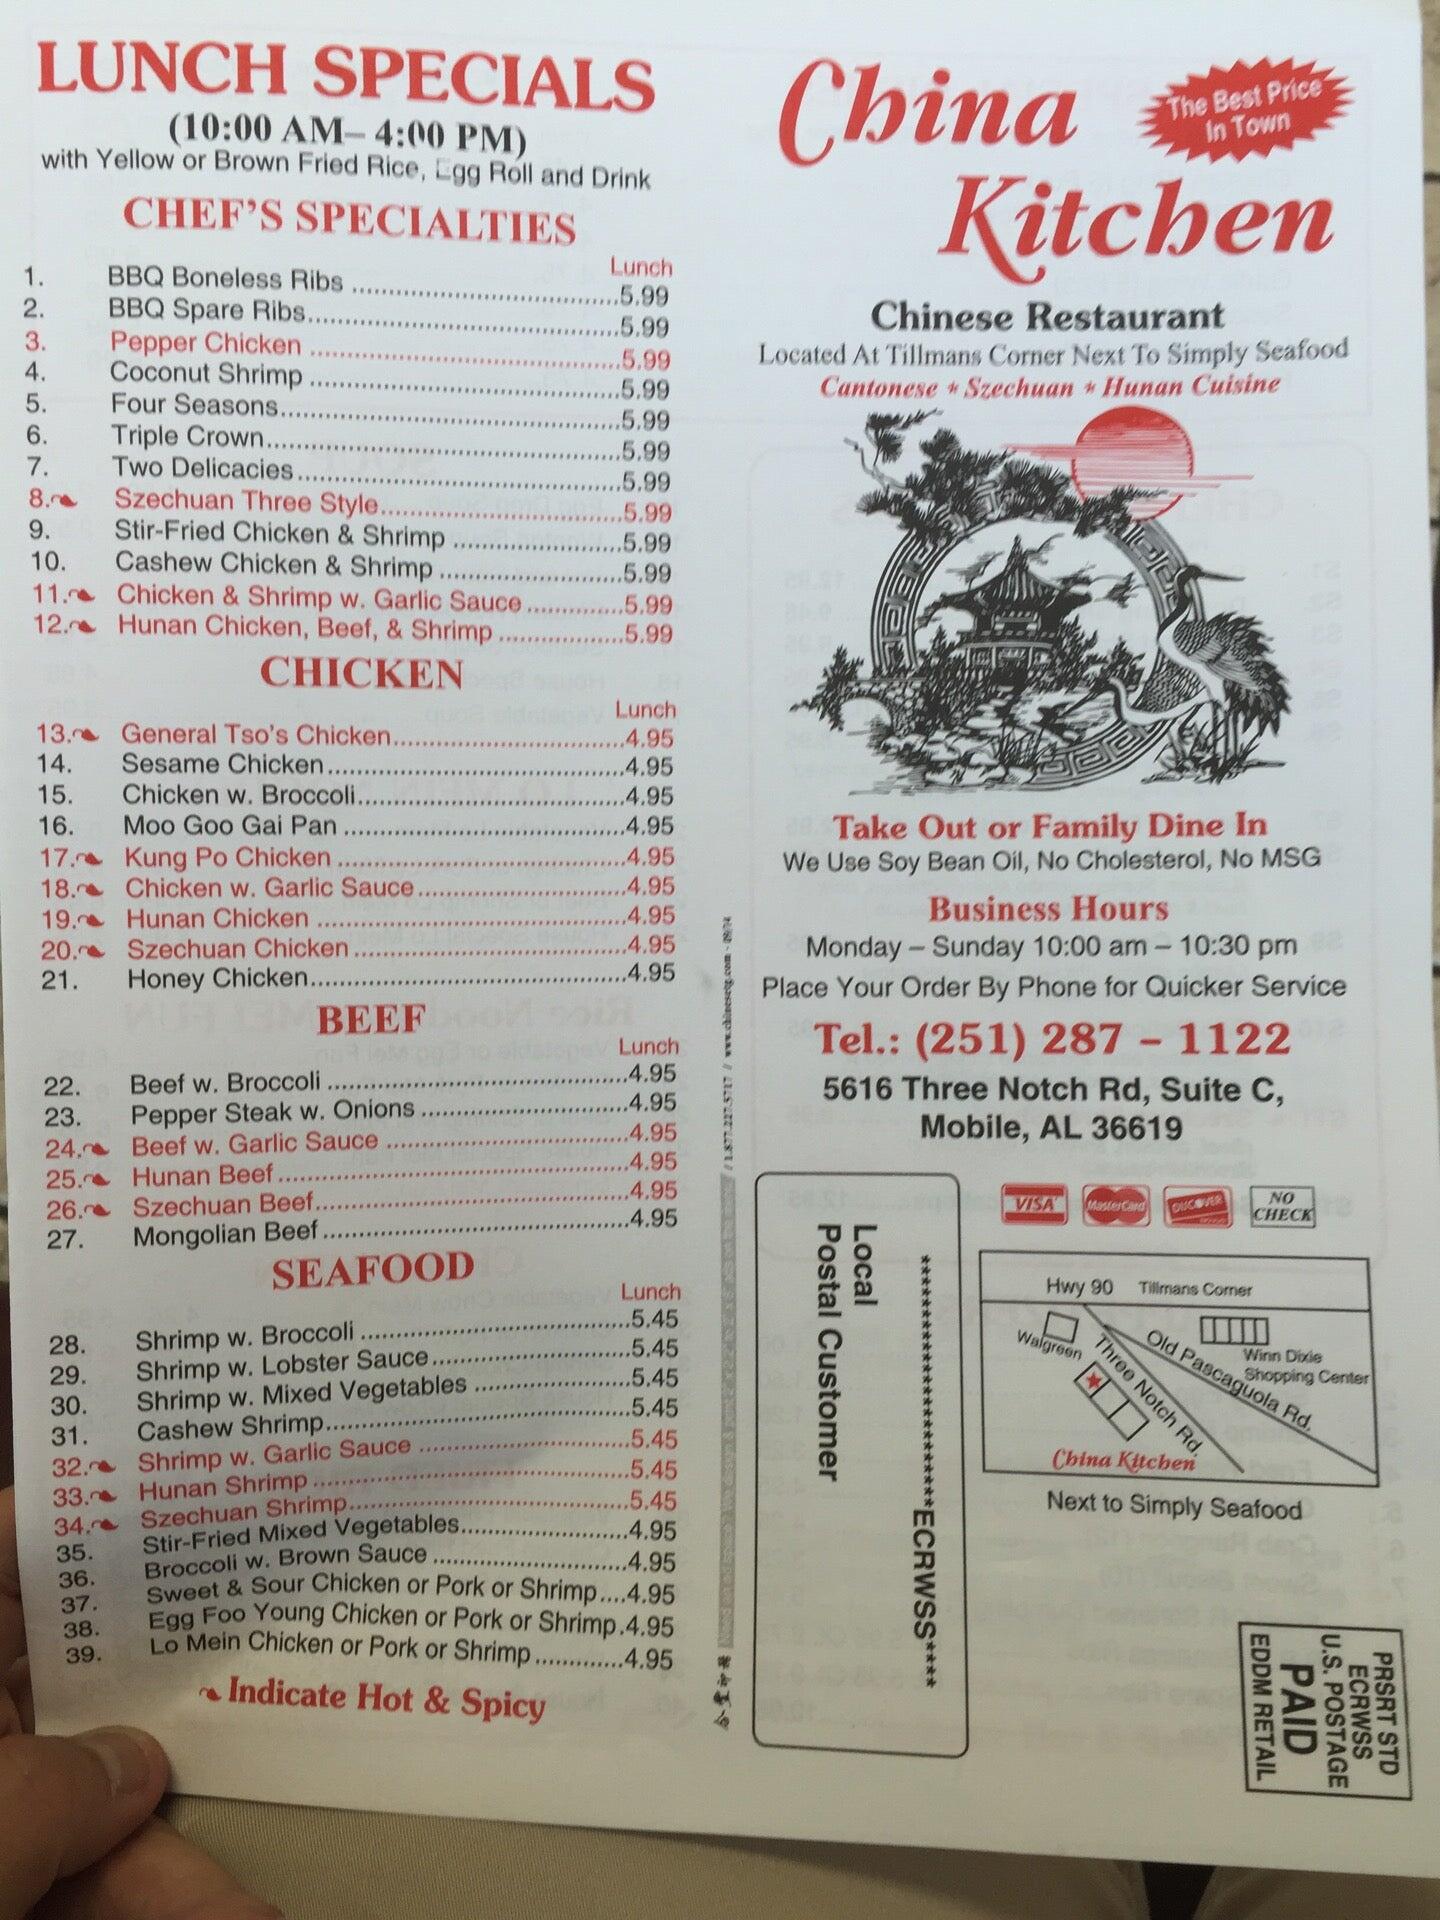 LUNCH SPECIALS
(10:00 AM– 4:00 PM)
with Yellow or Brown Fried Rice, Egg Roll and Drink
CHEF'S SPECIALTIES
Lunch
1. BBQ Boneless Ribs ....................5.99
2. BBQ Spare Ribs....................5.99
3. Pepper Chicken ....................5.99
4. Coconut Shrimp ....................5.99
5. Four Seasons....................5.99
6. Triple Crown....................5.99
7. Two Delicacies....................5.99
8. Szechuan Three Style....................5.99
9. Stir-Fried Chicken & Shrimp ....................5.99
10. Cashew Chicken & Shrimp ....................5.99
11. Chicken & Shrimp w. Garlic Sauce ............5.99
12. Hunan Chicken, Beef, & Shrimp ................5.99
CHICKEN
Lunch
13. General Tso's Chicken....................4.95
14. Sesame Chicken....................4.95
15. Chicken w. Broccoli....................4.95
16. Moo Goo Gai Pan ....................4.95
17. Kung Po Chicken ....................4.95
18. Chicken w. Garlic Sauce....................4.95
19. Hunan Chicken ....................4.95
20. Szechuan Chicken ....................4.95
21. Honey Chicken....................4.95
BEEF
Lunch
22. Beef w. Broccoli ....................4.95
23. Pepper Steak w. Onions ....................4.95
24. Beef w. Garlic Sauce ....................4.95
25. Hunan Beef....................4.95
26. Szechuan Beef....................4.95
27. Mongolian Beef....................4.95
SEAFOOD
Lunch
28. Shrimp w. Broccoli ....................5.45
29. Shrimp w. Lobster Sauce....................5.45
30. Shrimp w. Mixed Vegetables ....................5.45
31. Cashew Shrimp....................5.45
32. Shrimp w. Garlic Sauce ....................5.45
33. Hunan Shrimp ....................5.45
34. Szechuan Shrimp....................5.45
35. Stir-Fried Mixed Vegetables....................4.95
36. Broccoli w. Brown Sauce ....................4.95
37. Sweet & Sour Chicken or Pork or Shrimp....4.95
38. Egg Foo Young Chicken or Pork or Shrimp.4.95
39. Lo Mein Chicken or Pork or Shrimp ............4.95
Indicate Hot & Spicy
China
Kitchen
The Best Price
In Town
Chinese Restaurant
Located At Tillmans Corner Next To Simply Seafood
Cantonese * Szechuan * Hunan Cuisine
Take Out or Family Dine In
We Use Soy Bean Oil, No Cholesterol, No MSG
Business Hours
Monday – Sunday 10:00 am – 10:30 pm
Place Your Order By Phone for Quicker Service
Tel.: (251) 287 – 1122
5616 Three Notch Rd, Suite C,
Mobile, AL 36619
VISA MasterCard DISCOVER NO CHECK
Local
Postal Customer
ECRWSS****
Hwy 90 Tillmans Corner
Walgreen
Three Notch Rd.
Old Pascaguola Rd.
Winn Dixie
Shopping Center
China Kitchen
Next to Simply Seafood
PRSRT STD
ECRWSS
U.S. POSTAGE
PAID
EDDM RETAIL